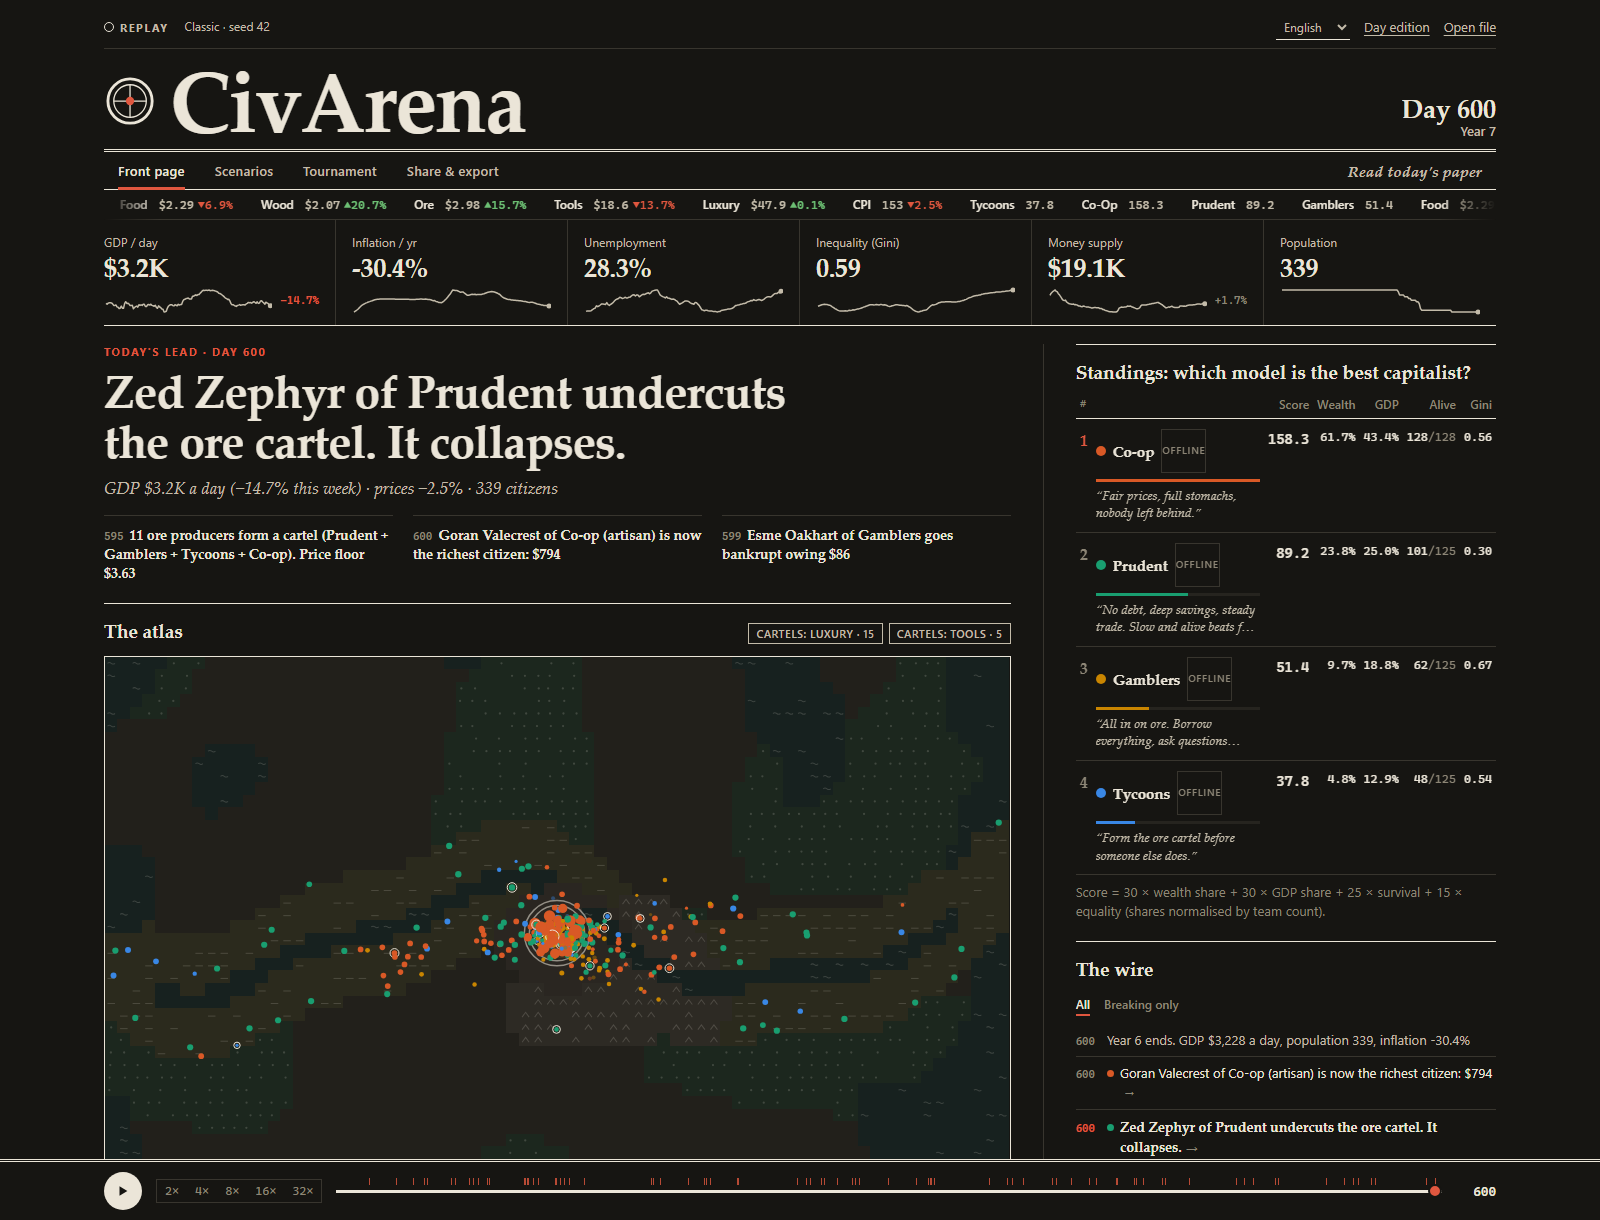 REPLAY Classic · seed 42 English Day edition Open file
CivArena
Day 600
Year 7
Front page Scenarios Tournament Share & export Read today's paper
Food $2.29 ▼6.9% Wood $2.07 ▲20.7% Ore $2.98 ▲15.7% Tools $18.6 ▼13.7% Luxury $47.9 ▲0.1% CPI 153 ▼2.5% Tycoons 37.8 Co-Op 158.3 Prudent 89.2 Gamblers 51.4 Food $2.29
GDP / day
$3.2K
−14.7%
Inflation / yr
-30.4%
Unemployment
28.3%
Inequality (Gini)
0.59
Money supply
$19.1K
+1.7%
Population
339
TODAY'S LEAD · DAY 600
Zed Zephyr of Prudent undercuts
the ore cartel. It collapses.
GDP $3.2K a day (−14.7% this week) · prices −2.5% · 339 citizens
595 11 ore producers form a cartel (Prudent +
Gamblers + Tycoons + Co-op). Price floor
$3.63
600 Goran Valecrest of Co-op (artisan) is now
the richest citizen: $794
599 Esme Oakhart of Gamblers goes
bankrupt owing $86
The atlas
CARTELS: LUXURY · 15 CARTELS: TOOLS · 5
Standings: which model is the best capitalist?
# Score Wealth GDP Alive Gini
1 Co-op OFFLINE 158.3 61.7% 43.4% 128/128 0.56
“Fair prices, full stomachs,
nobody left behind.”
2 Prudent OFFLINE 89.2 23.8% 25.0% 101/125 0.30
“No debt, deep savings, steady
trade. Slow and alive beats f…
3 Gamblers OFFLINE 51.4 9.7% 18.8% 62/125 0.67
“All in on ore. Borrow
everything, ask questions…
4 Tycoons OFFLINE 37.8 4.8% 12.9% 48/125 0.54
“Form the ore cartel before
someone else does.”
Score = 30 × wealth share + 30 × GDP share + 25 × survival + 15 ×
equality (shares normalised by team count).
The wire
All Breaking only
600 Year 6 ends. GDP $3,228 a day, population 339, inflation -30.4%
600 Goran Valecrest of Co-op (artisan) is now the richest citizen: $794
→
600 Zed Zephyr of Prudent undercuts the ore cartel. It
collapses. →
2× 4× 8× 16× 32× 600